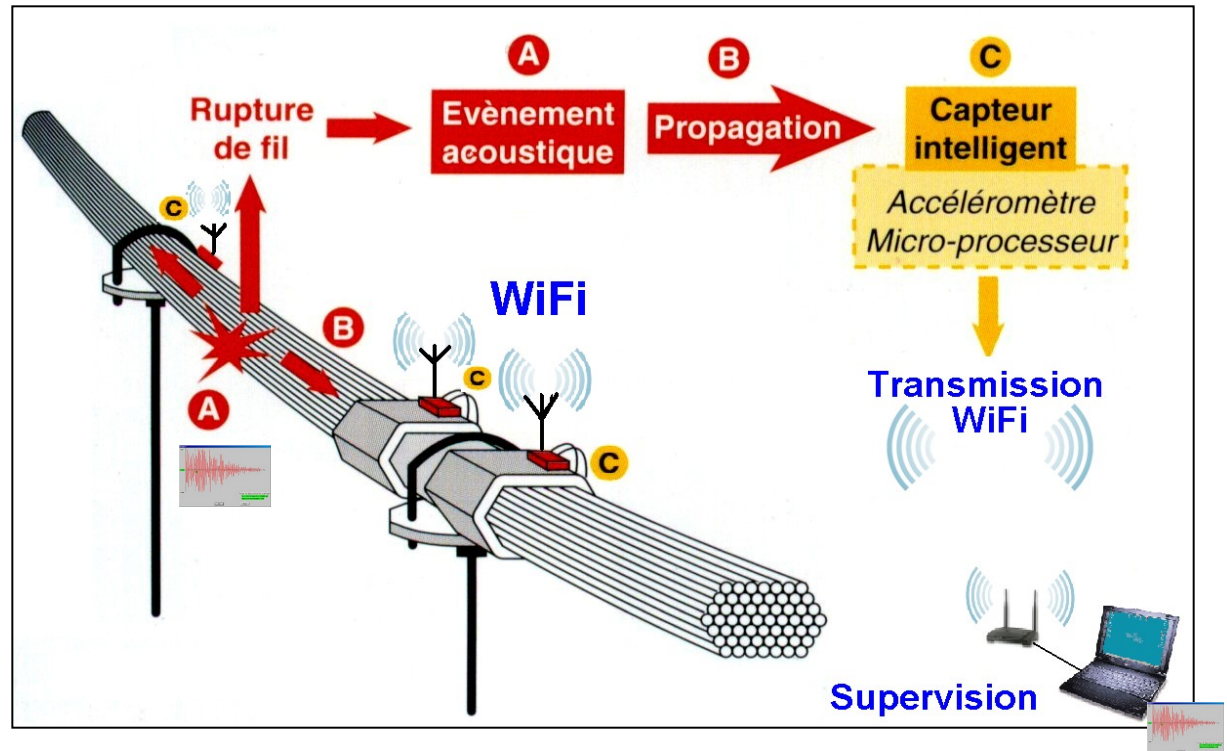 A
B
C
Rupture
de fil
Evènement
acoustique
Propagation
Capteur
intelligent
Accéléromètre
Micro-processeur
C
WiFi
B
C
A
C
Transmission
WiFi
Supervision